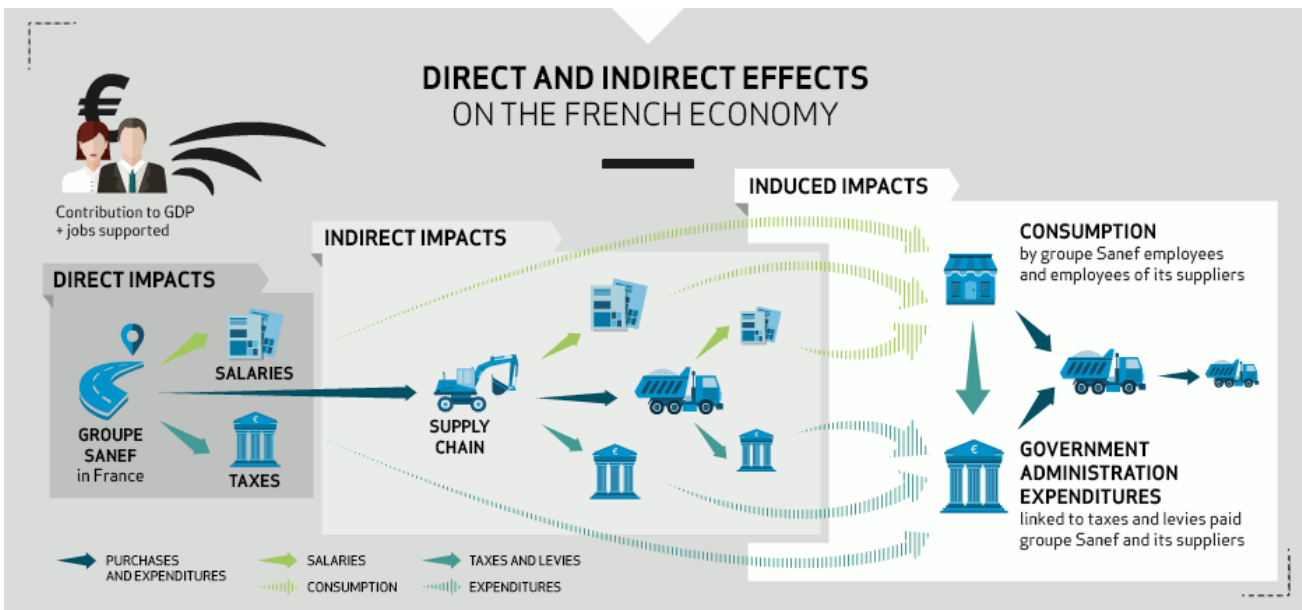 DIRECT AND INDIRECT EFFECTS
ON THE FRENCH ECONOMY
€
Contribution to GDP
+ jobs supported
DIRECT IMPACTS
GROUPE
SANEF
in France
SALARIES
€
TAXES
INDIRECT IMPACTS
SUPPLY
CHAIN
€
€
INDUCED IMPACTS
CONSUMPTION
by groupe Sanef employees
and employees of its suppliers
€
GOVERNMENT
ADMINISTRATION
EXPENDITURES
linked to taxes and levies paid
groupe Sanef and its suppliers
PURCHASES
AND EXPENDITURES
SALARIES
CONSUMPTION
TAXES AND LEVIES
EXPENDITURES